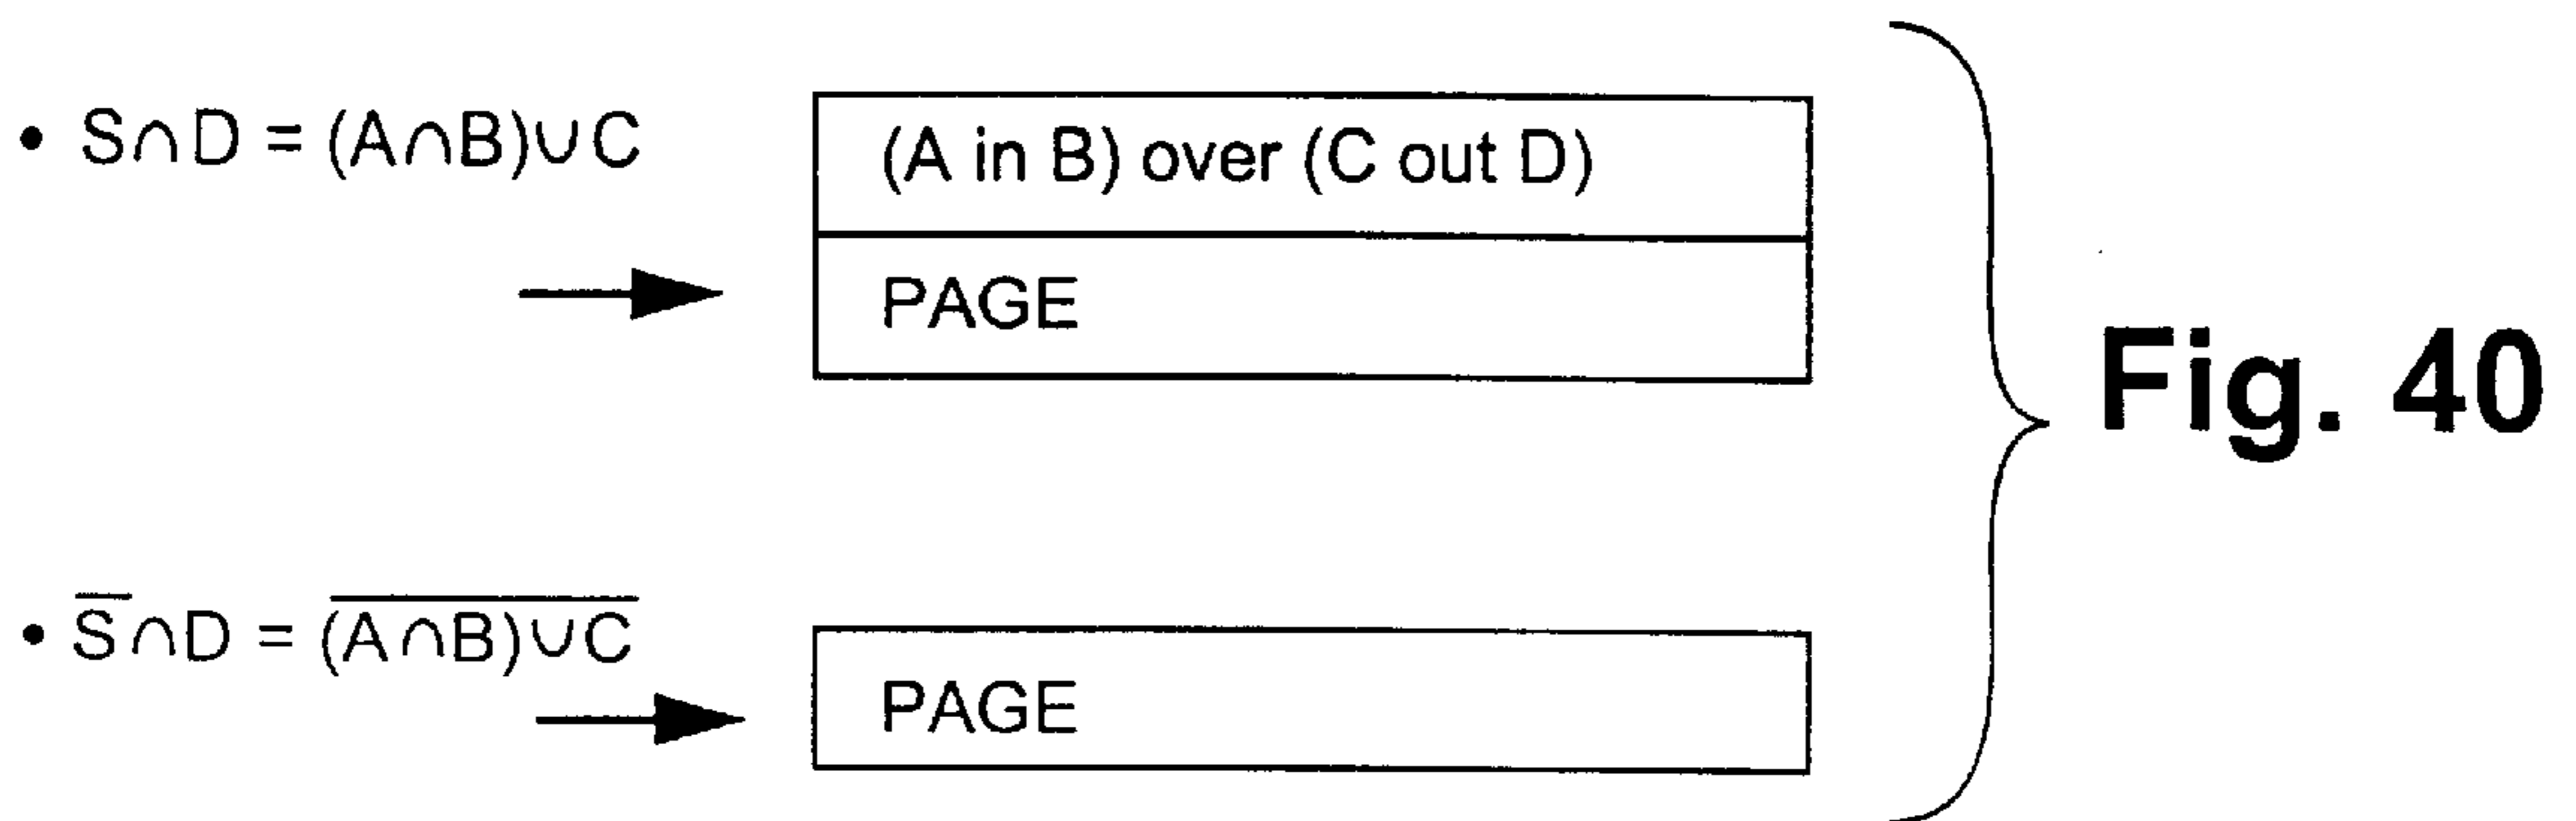 • S∩D = (A∩B)∪C
(A in B) over (C out D)
PAGE
• S̅∩D = (̅A̅∩̅B̅)̅∪̅C̅
PAGE
Fig. 40